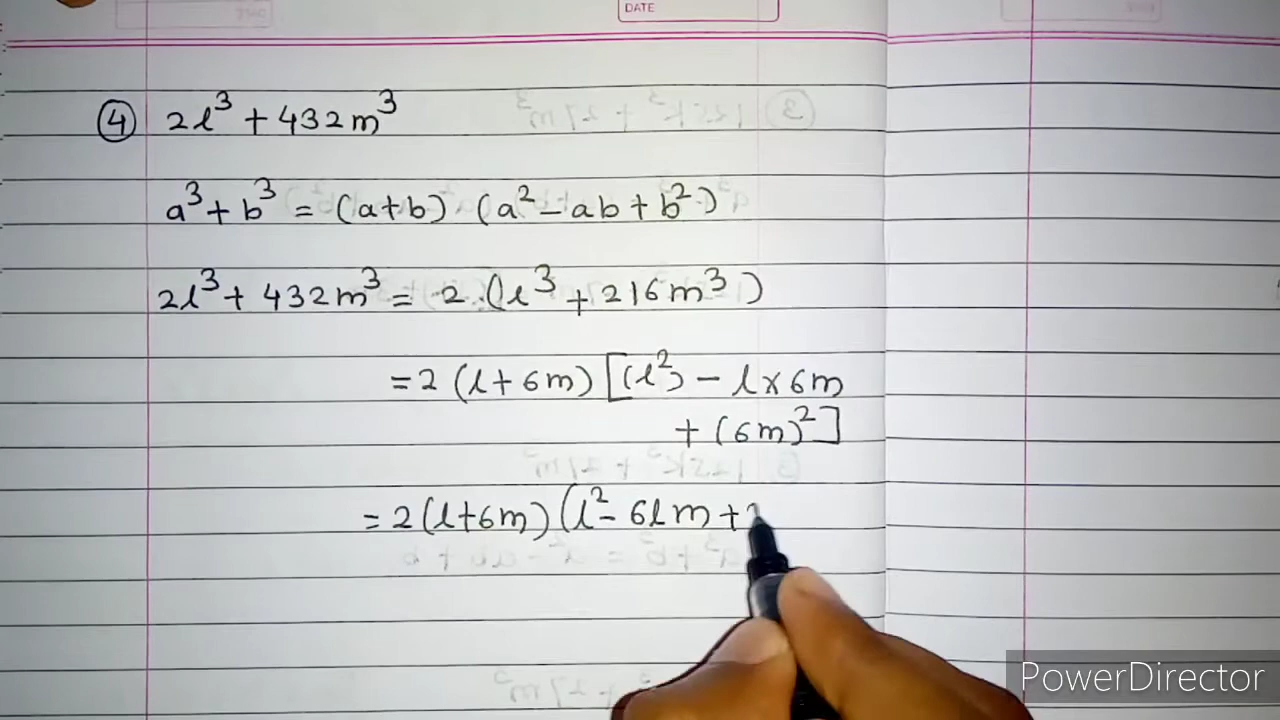 DATE
④ 2l³ + 432m³
a³ + b³ = (a+b) (a² - ab + b²)
2l³ + 432m³ = 2 (l³ + 216m³)
= 2 (l + 6m) [(l²) - l × 6m
+ (6m)²]
= 2 (l + 6m) (l² - 6lm +
PowerDirector